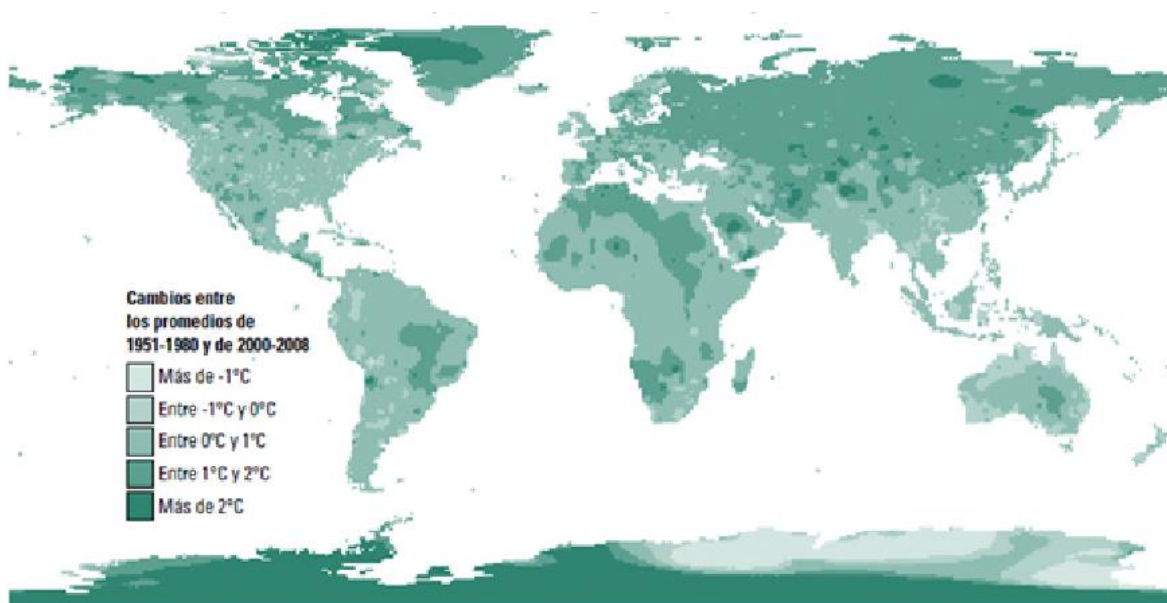 Cambios entre
los promedios de
1951-1980 y de 2000-2008
Más de -1°C
Entre -1°C y 0°C
Entre 0°C y 1°C
Entre 1°C y 2°C
Más de 2°C